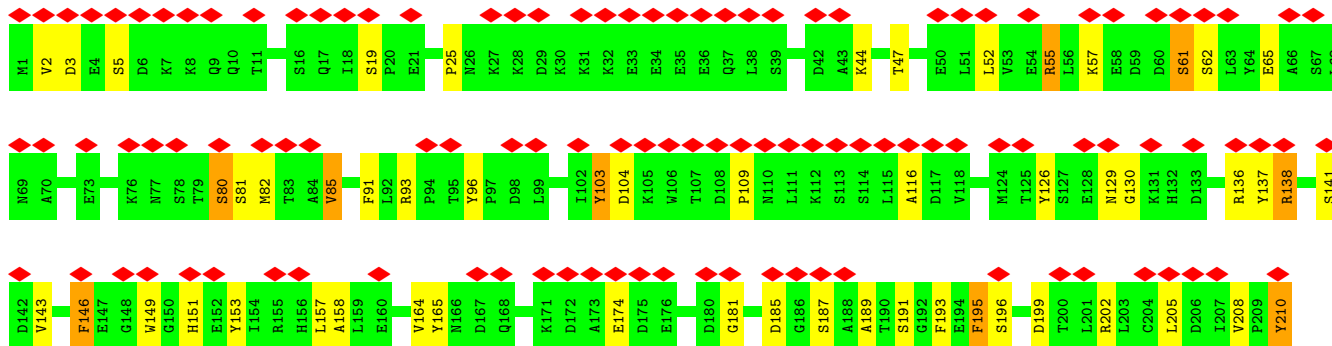 M1 V2 D3 E4 S5 D6 K7 K8 Q9 Q10 T11 S16 Q17 I18 S19 P20 E21 P25 N26 K27 K28 D29 K30 K31 K32 E33 E34 E35 E36 Q37 L38 S39 D42 A43 K44 T47 E50 L51 L52 V53 E54 R55 L56 K57 E58 D59 D60 S61 S62 L63 Y64 E65 A66 S67
N69 A70 E73 K76 N77 S78 T79 S80 S81 M82 T83 A84 V85 F91 L92 R93 P94 T95 Y96 P97 D98 L99 I102 Y103 D104 K105 W106 T107 D108 P109 N110 L111 K112 S113 S114 L115 A116 D117 V118 M124 T125 Y126 S127 E128 N129 G130 K131 H132 D133 R136 Y137 R138 S141
D142 V143 F146 E147 G148 W149 G150 H151 E152 Y153 I154 R155 H156 L157 A158 L159 E160 V164 Y165 N166 D167 Q168 K171 D172 A173 E174 D175 E176 D180 G181 D185 G186 S187 A188 A189 T190 S191 G192 F193 E194 F195 S196 D199 T200 L201 R202 L203 C204 L205 D206 I207 V208 P209 Y210